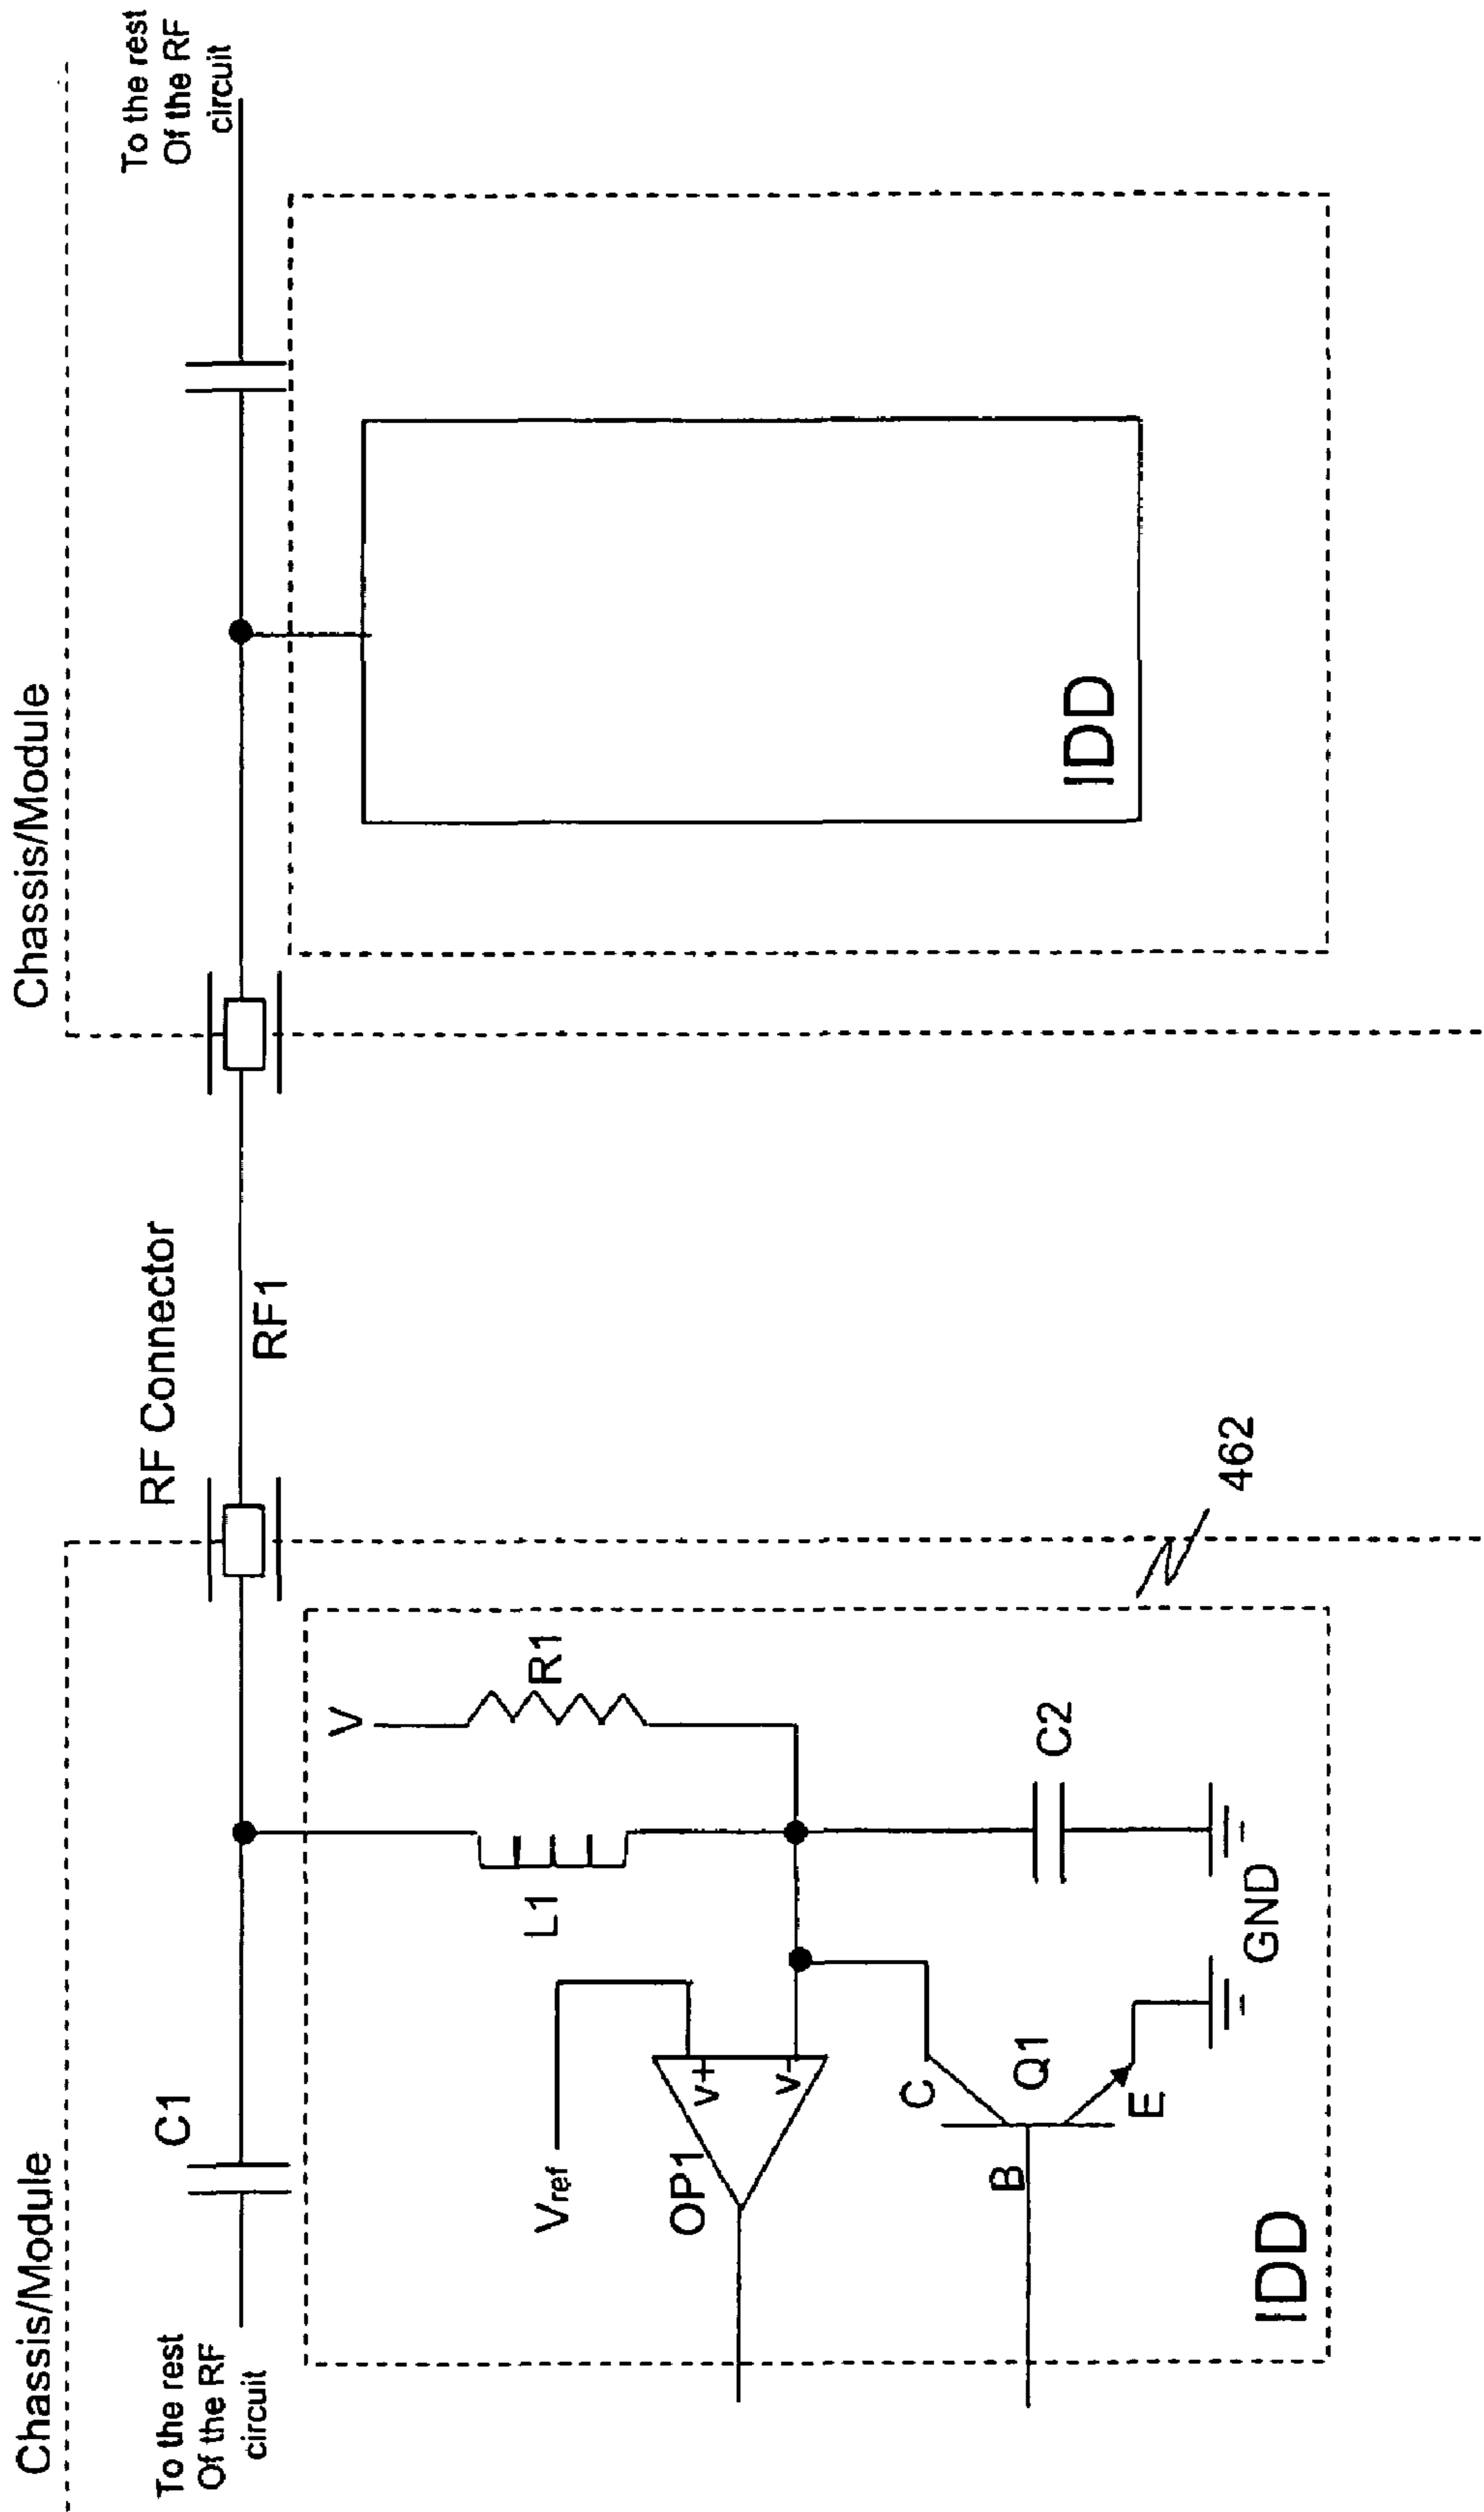 Chassis/Module
Chassis/Module
To the rest
Of the RF
circuit
C1
RF Connector
RF1
To the rest
Of the RF
circuit
V
R1
L1
Vref
OP1
v+
v-
C
B
Q1
E
C2
GND
IDD
462
IDD